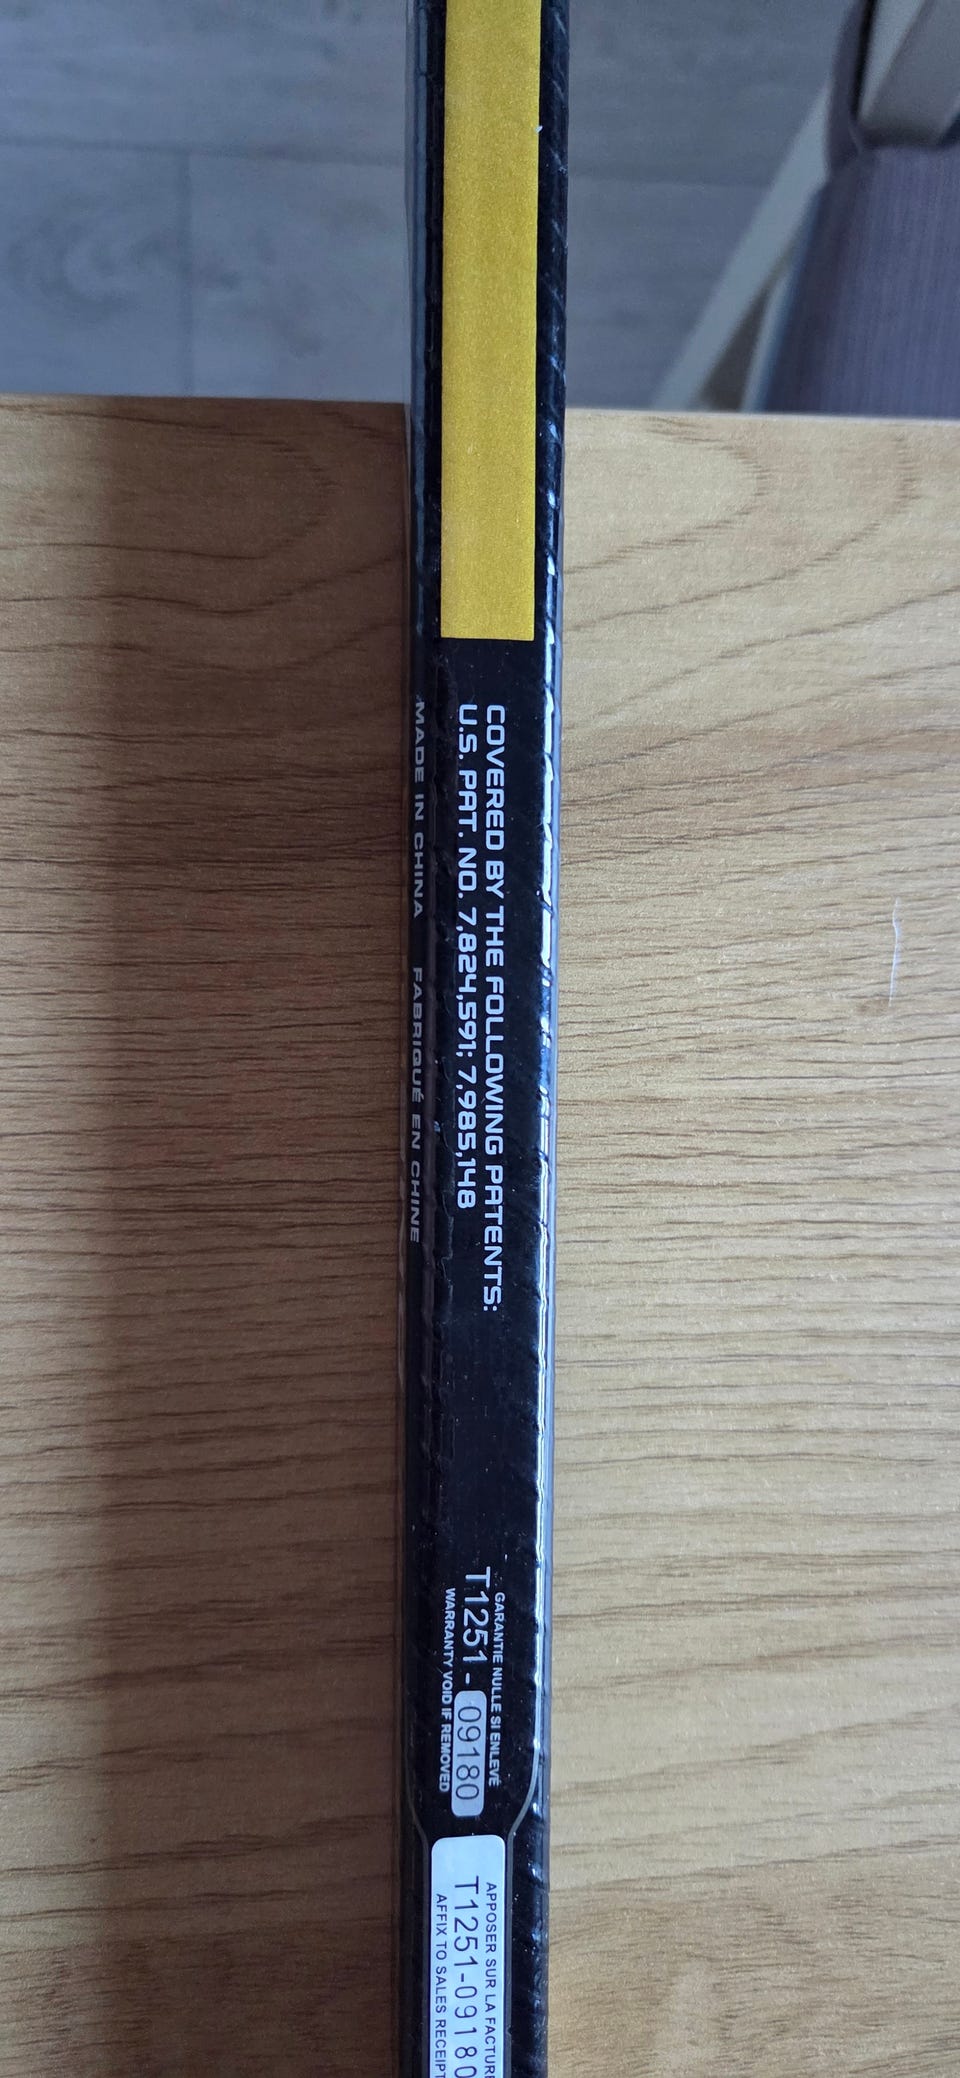 COVERED BY THE FOLLOWING PATENTS:
U.S. PAT. NO. 7,824,591; 7,985,148
MADE IN CHINA FABRIQUÉ EN CHINE
GARANTIE NULLE SI ENLEVÉ
T1251-09180
WARRANTY VOID IF REMOVED
APPOSER SUR LA FACTURE
T1251-09180
AFFIX TO SALES RECEIPT